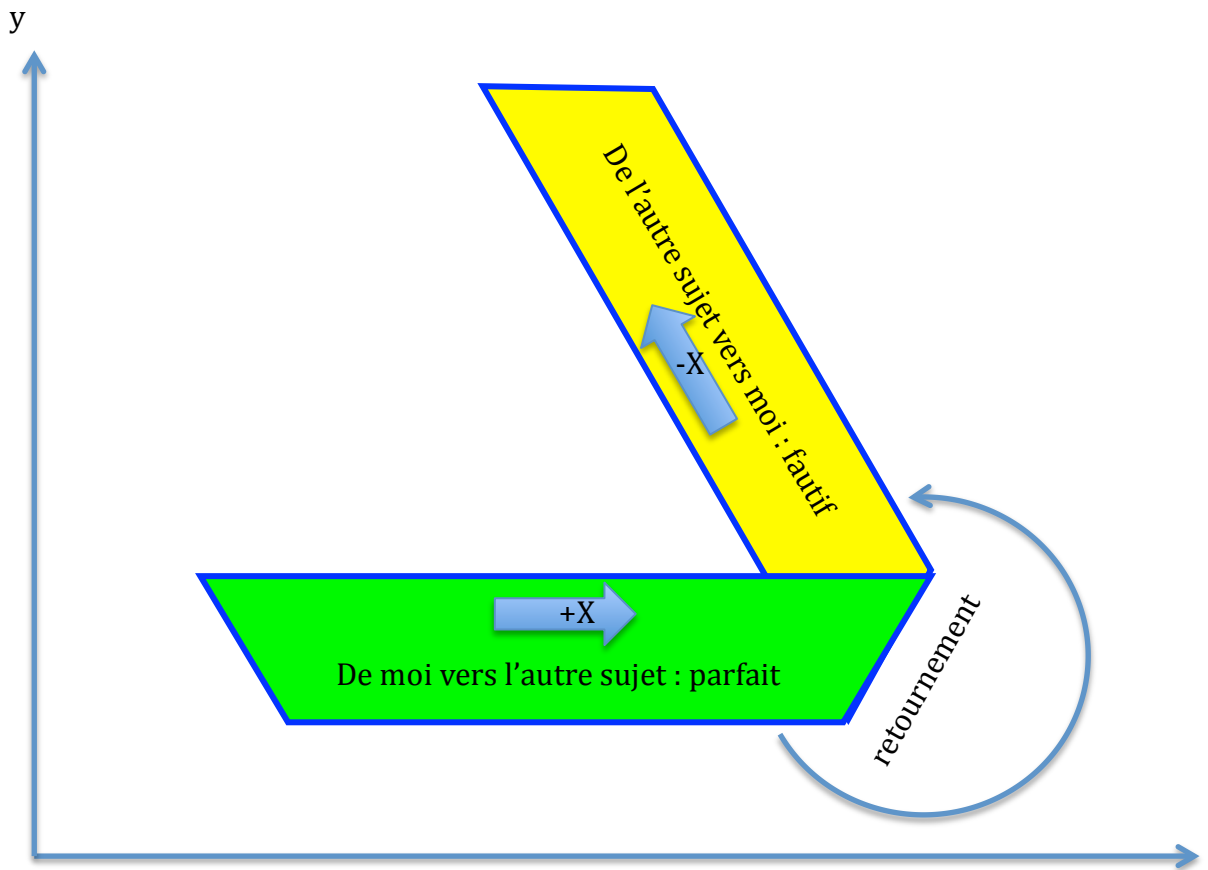 y
De l'autre sujet vers moi : fautif
-X
+X
De moi vers l'autre sujet : parfait
retournement